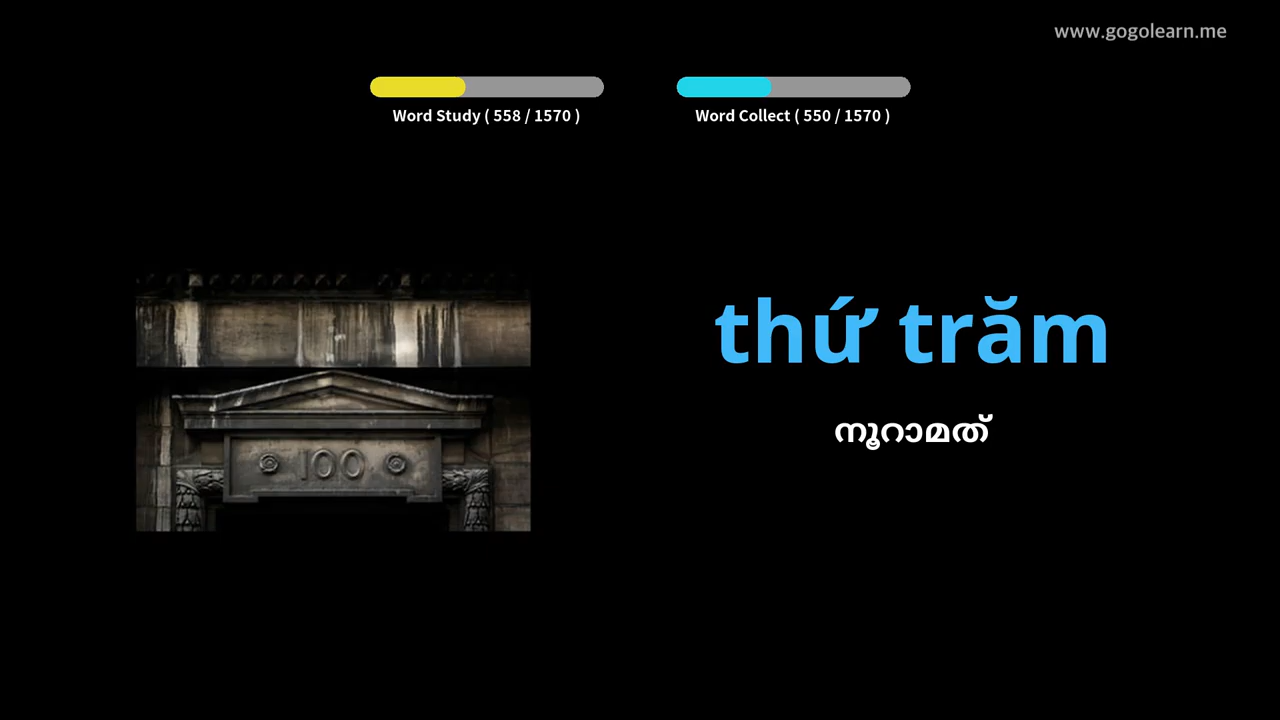 www.gogolearn.me
Word Study ( 558 / 1570 )
Word Collect ( 550 / 1570 )
thứ trăm
നൂറാമത്
100